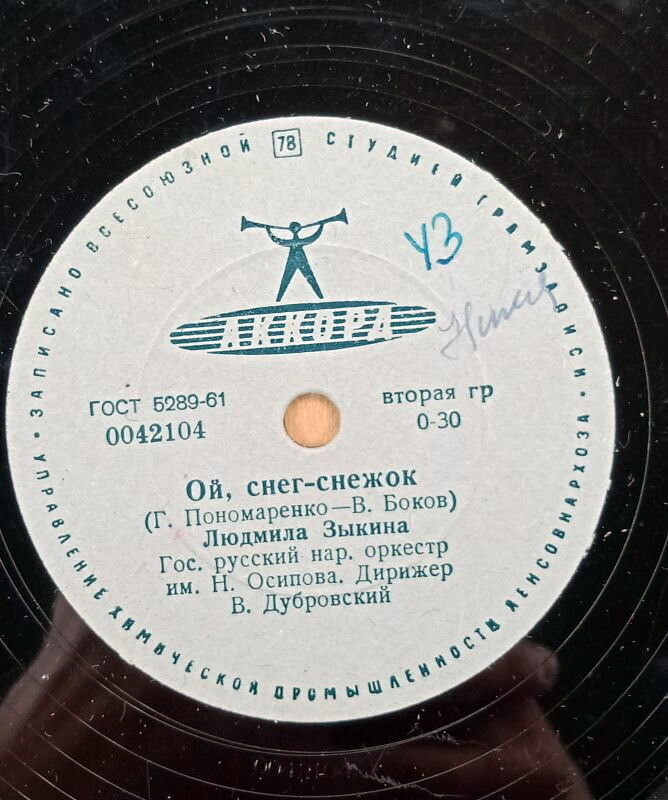 ЗАПИСАНО ВСЕСОЮЗНОЙ 78 СТУДИЕЙ ГРАМЗАПИСИ
УЗ
АККОРД
ГОСТ 5289-61
0042104
вторая гр
0-30
Ой, снег-снежок
(Г. Пономаренко—В. Боков)
Людмила Зыкина
Гос. русский нар. оркестр
им. Н. Осипова. Дирижер
В. Дубровский
УПРАВЛЕНИЕ ХИМИЧЕСКОЙ ПРОМЫШЛЕННОСТИ ЛЕНСОВНАРХОЗА